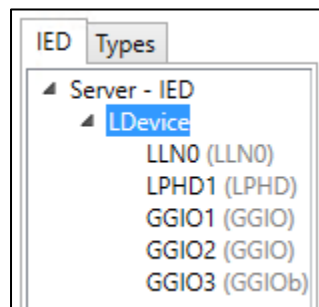 IED Types
Server - IED
LDevice
LLN0 (LLN0)
LPHD1 (LPHD)
GGIO1 (GGIO)
GGIO2 (GGIO)
GGIO3 (GGIOb)